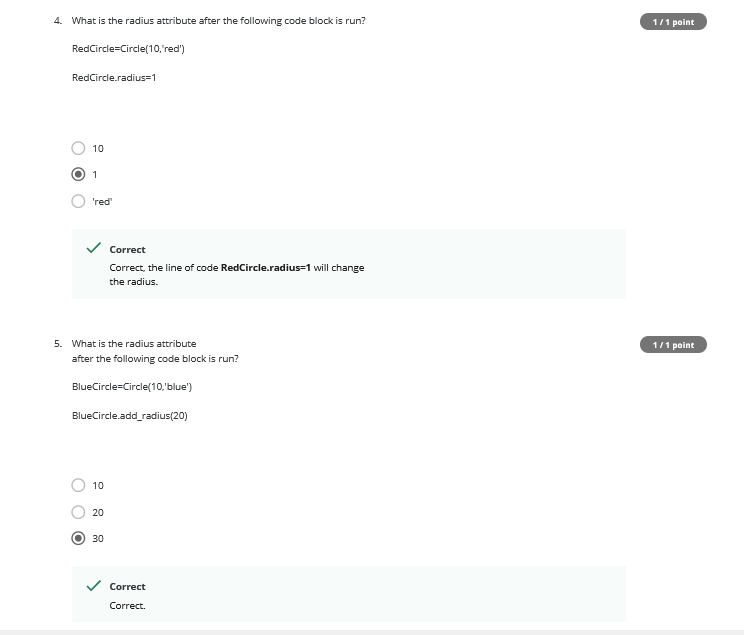 4. What is the radius attribute after the following code block is run?
1 / 1 point
RedCircle=Circle(10,'red')
RedCircle.radius=1
10
1
'red'
Correct
Correct, the line of code RedCircle.radius=1 will change
the radius.
5. What is the radius attribute
after the following code block is run?
1 / 1 point
BlueCircle=Circle(10,'blue')
BlueCircle.add_radius(20)
10
20
30
Correct
Correct.